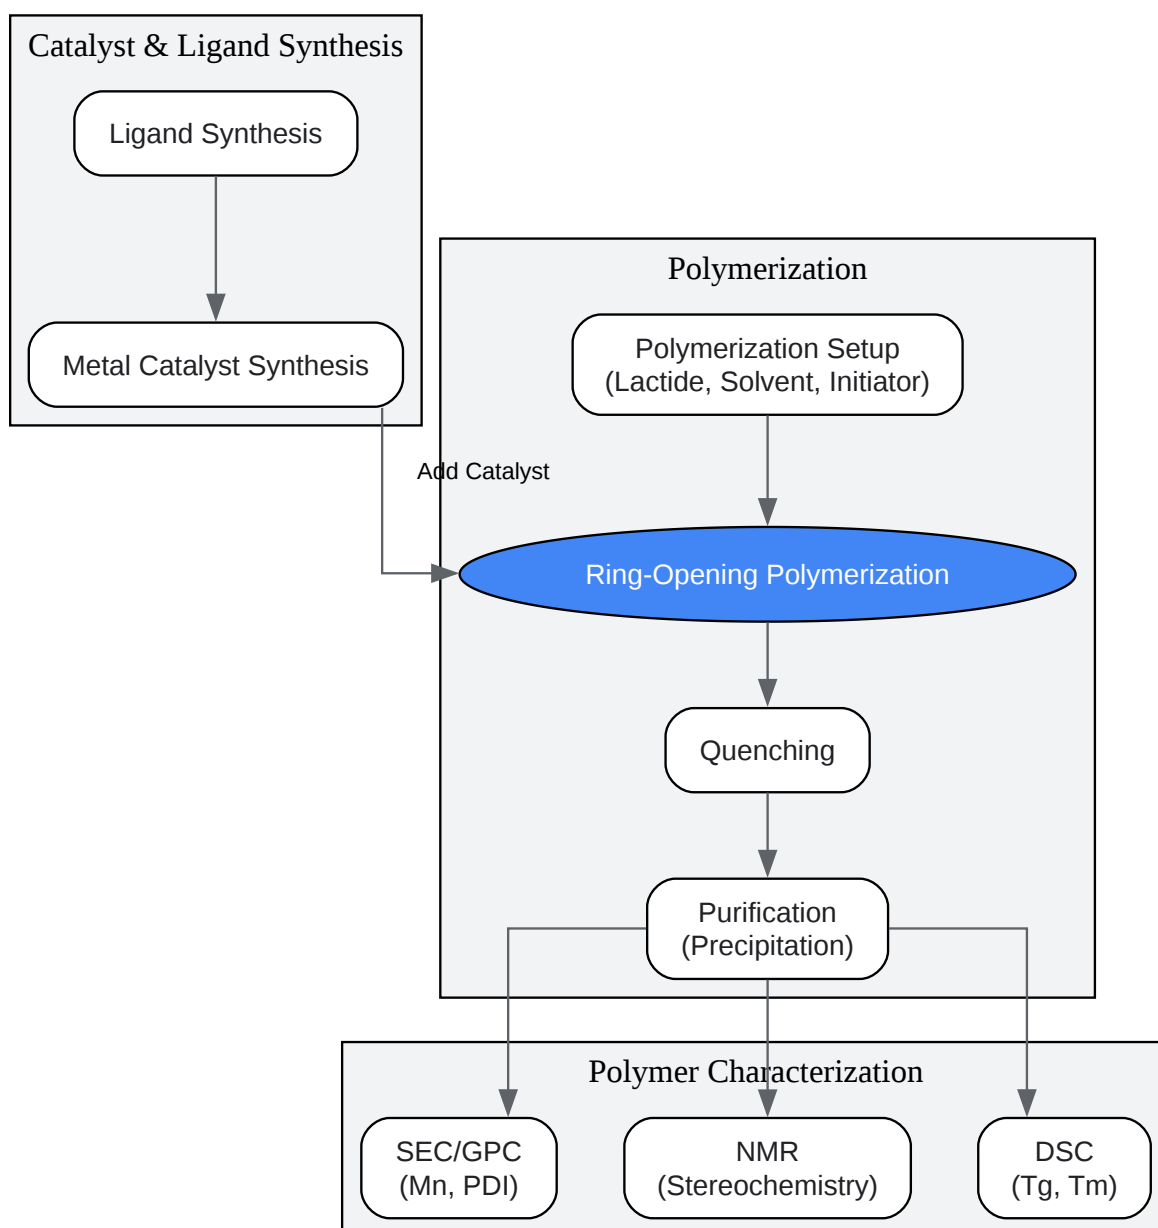 Catalyst & Ligand Synthesis
Ligand Synthesis
Metal Catalyst Synthesis
Polymerization
Polymerization Setup
(Lactide, Solvent, Initiator)
Add Catalyst
Ring-Opening Polymerization
Quenching
Purification
(Precipitation)
Polymer Characterization
SEC/GPC
(Mn, PDI)
NMR
(Stereochemistry)
DSC
(Tg, Tm)